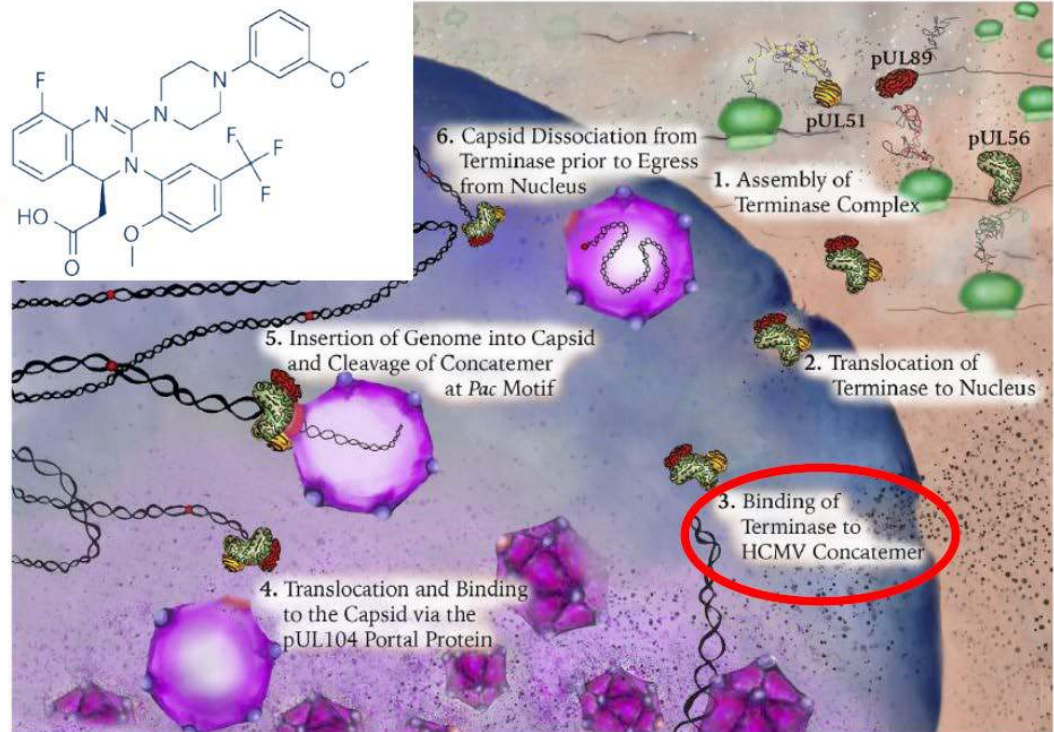 F
N
N
N
N
O
F
F
F
HO
O
O
pUL89
pUL51
pUL56
1. Assembly of
Terminase Complex
2. Translocation of
Terminase to Nucleus
3. Binding of
Terminase to
HCMV Concatemer
4. Translocation and Binding
to the Capsid via the
pUL104 Portal Protein
5. Insertion of Genome into Capsid
and Cleavage of Concatemer
at Pac Motif
6. Capsid Dissociation from
Terminase prior to Egress
from Nucleus